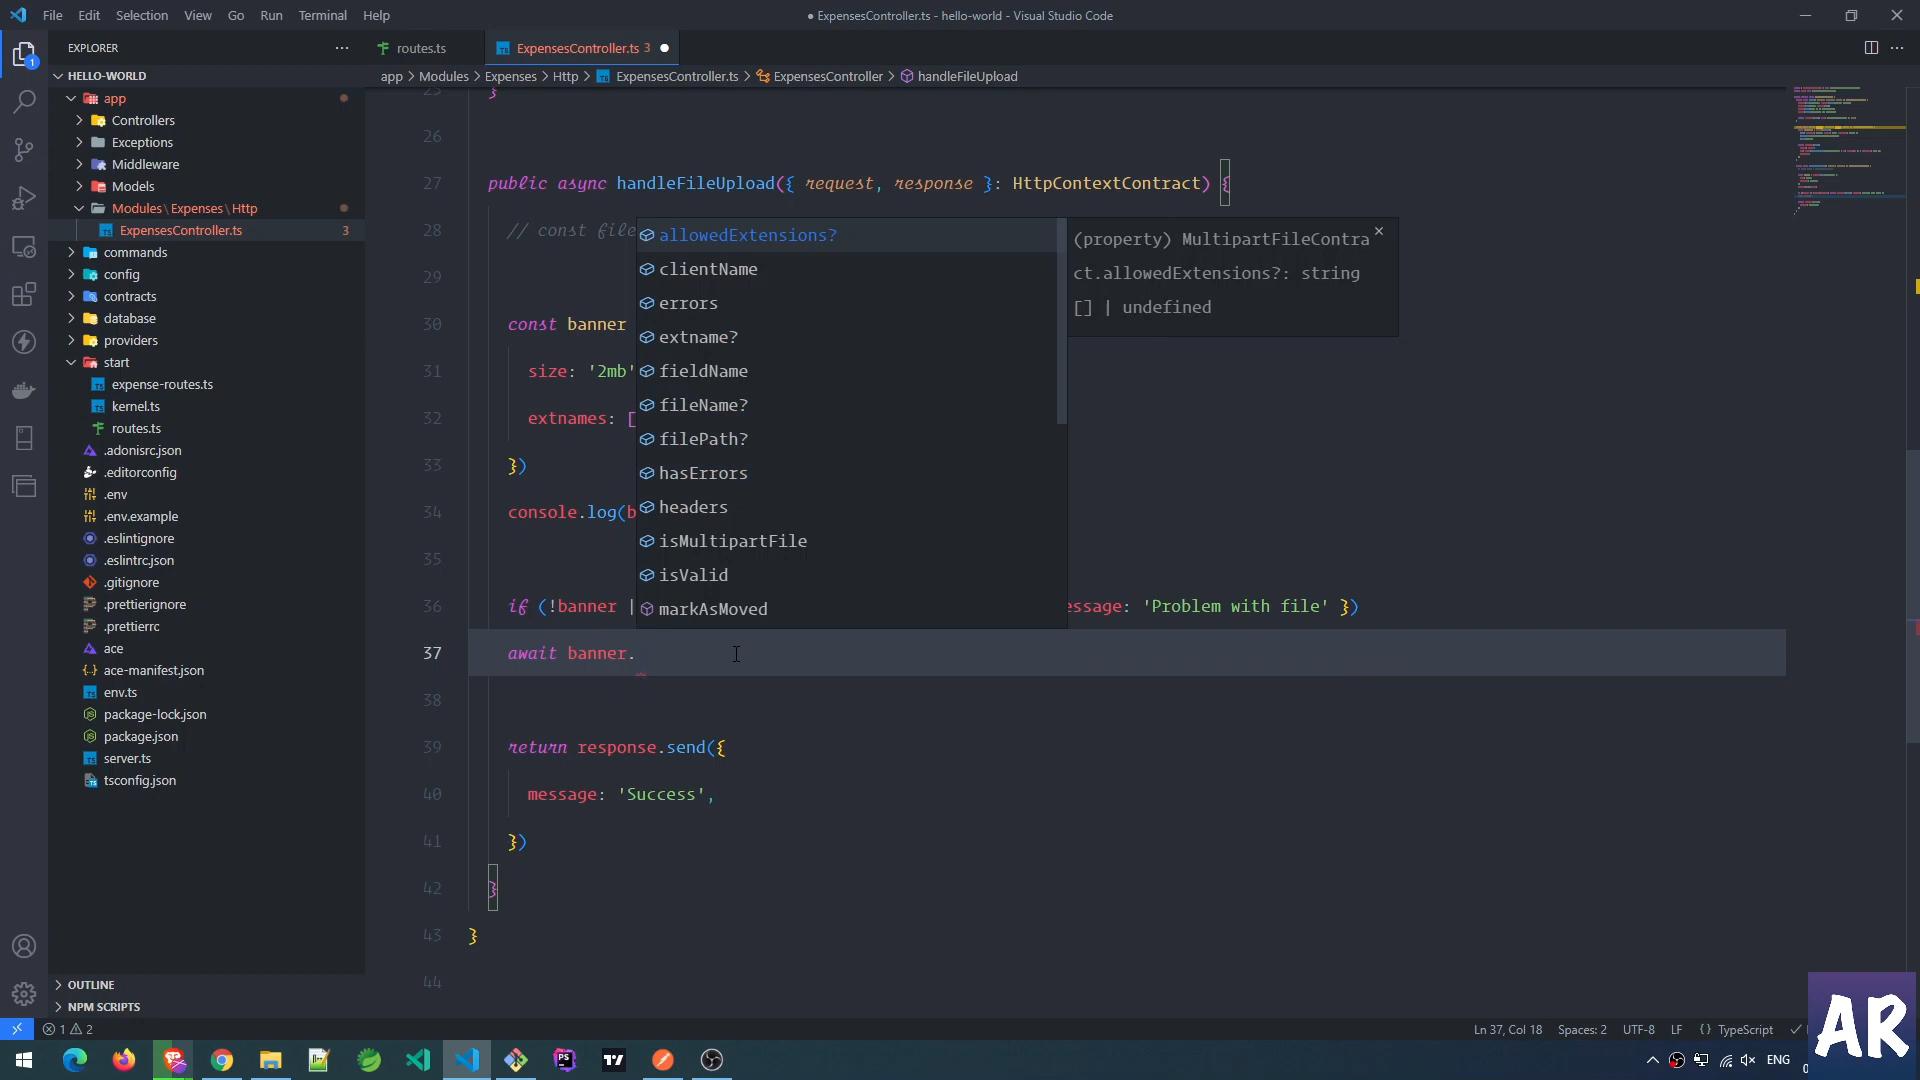 File Edit Selection View Go Run Terminal Help
● ExpensesController.ts - hello-world - Visual Studio Code
EXPLORER
HELLO-WORLD
app
Controllers
Exceptions
Middleware
Models
Modules\Expenses\Http
ExpensesController.ts 3
commands
config
contracts
database
providers
start
expense-routes.ts
kernel.ts
routes.ts
.adonisrc.json
.editorconfig
.env
.env.example
.eslintignore
.eslintrc.json
.gitignore
.prettierignore
.prettierrc
ace
ace-manifest.json
env.ts
package-lock.json
package.json
server.ts
tsconfig.json
OUTLINE
NPM SCRIPTS
routes.ts
ExpensesController.ts 3
app > Modules > Expenses > Http > ExpensesController.ts > ExpensesController > handleFileUpload
25 }
26
27 public async handleFileUpload({ request, response }: HttpContextContract) {
28 // const file
29
30 const banner
31 size: '2mb'
32 extnames: [
33 })
34 console.log(b
35
36 if (!banner | essage: 'Problem with file' })
37 await banner.
38
39 return response.send({
40 message: 'Success',
41 })
42 }
43 }
44
allowedExtensions?
clientName
errors
extname?
fieldName
fileName?
filePath?
hasErrors
headers
isMultipartFile
isValid
markAsMoved
(property) MultipartFileContra
ct.allowedExtensions?: string
[] | undefined
1 2
Ln 37, Col 18 Spaces: 2 UTF-8 LF {} TypeScript
AR
ENG